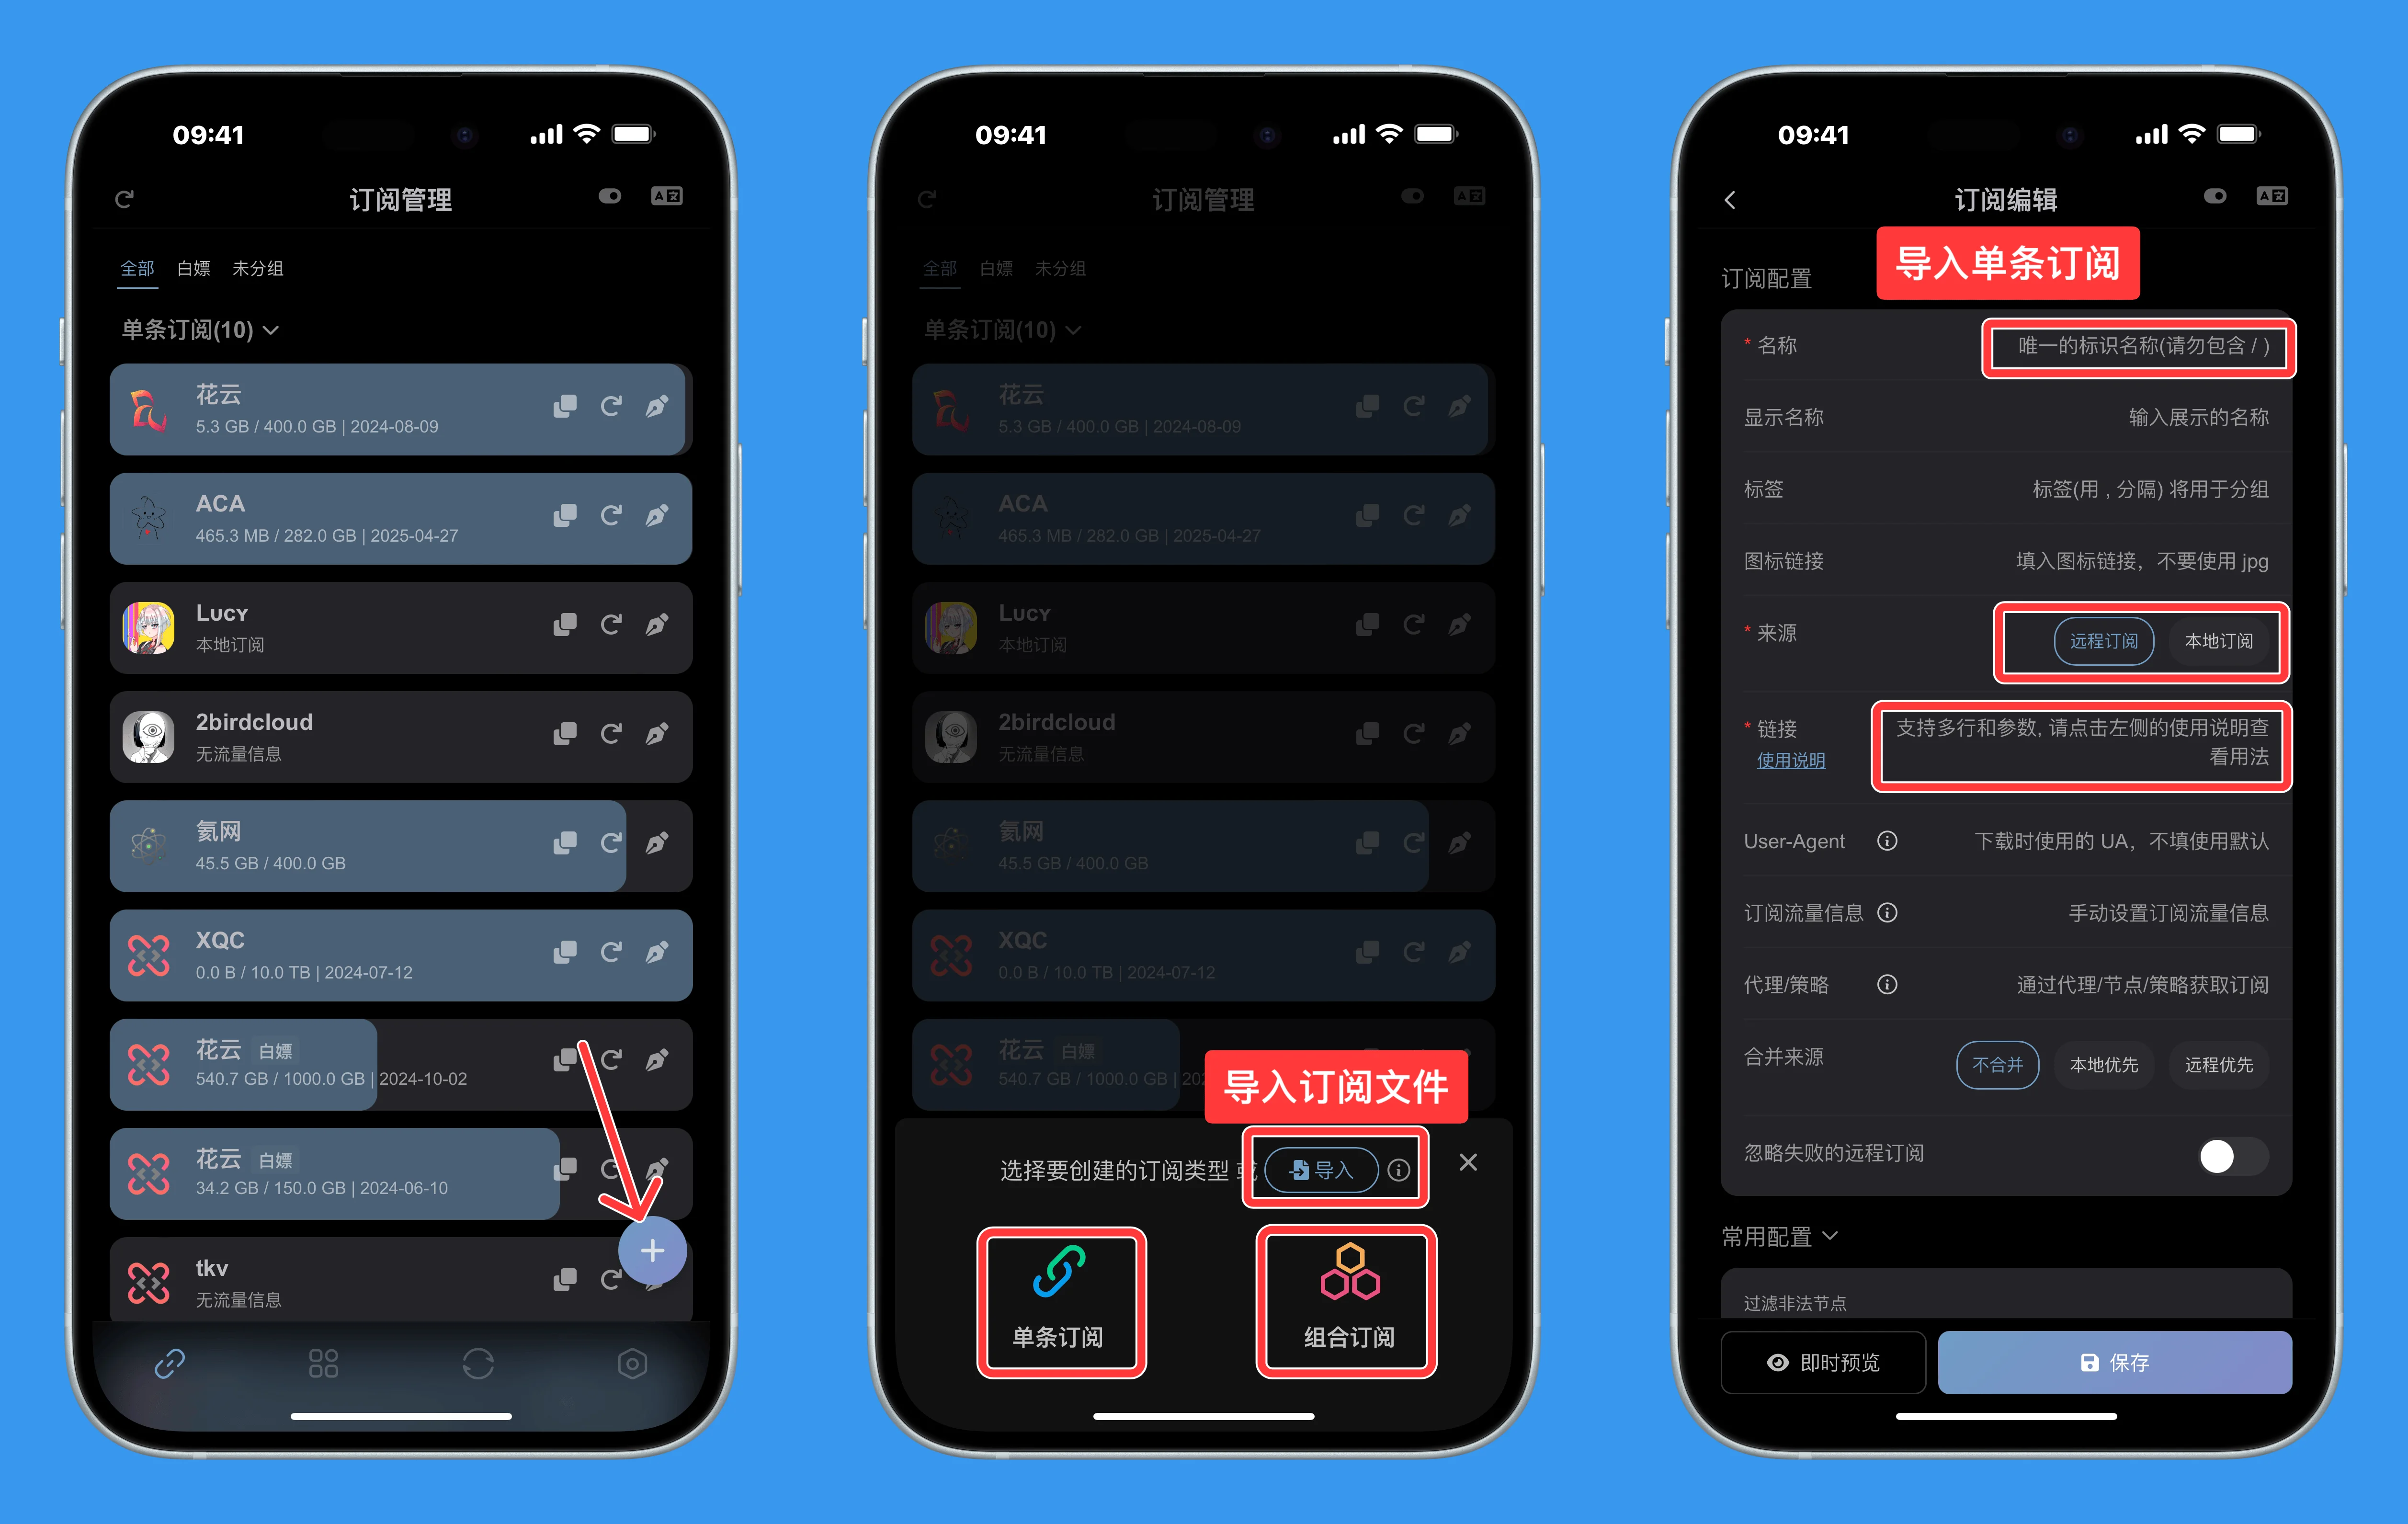 09:41
订阅管理
全部 白嫖 未分组
单条订阅(10)
花云
5.3 GB / 400.0 GB | 2024-08-09
ACA
465.3 MB / 282.0 GB | 2025-04-27
Lucy
本地订阅
2birdcloud
无流量信息
氦网
45.5 GB / 400.0 GB
XQC
0.0 B / 10.0 TB | 2024-07-12
花云 白嫖
540.7 GB / 1000.0 GB | 2024-10-02
花云 白嫖
34.2 GB / 150.0 GB | 2024-06-10
tkv
无流量信息
09:41
订阅管理
全部 白嫖 未分组
单条订阅(10)
花云
5.3 GB / 400.0 GB | 2024-08-09
ACA
465.3 MB / 282.0 GB | 2025-04-27
Lucy
本地订阅
2birdcloud
无流量信息
氦网
45.5 GB / 400.0 GB
XQC
0.0 B / 10.0 TB | 2024-07-12
花云 白嫖
540.7 GB / 1000.0 GB | 202
导入订阅文件
选择要创建的订阅类型 或 导入
单条订阅 组合订阅
09:41
订阅编辑
导入单条订阅
订阅配置
* 名称 唯一的标识名称(请勿包含 / )
显示名称 输入展示的名称
标签 标签(用 , 分隔) 将用于分组
图标链接 填入图标链接，不要使用 jpg
* 来源 远程订阅 本地订阅
* 链接 支持多行和参数, 请点击左侧的使用说明查
使用说明 看用法
User-Agent 下载时使用的 UA，不填使用默认
订阅流量信息 手动设置订阅流量信息
代理/策略 通过代理/节点/策略获取订阅
合并来源 不合并 本地优先 远程优先
忽略失败的远程订阅
常用配置
过滤非法节点
即时预览 保存